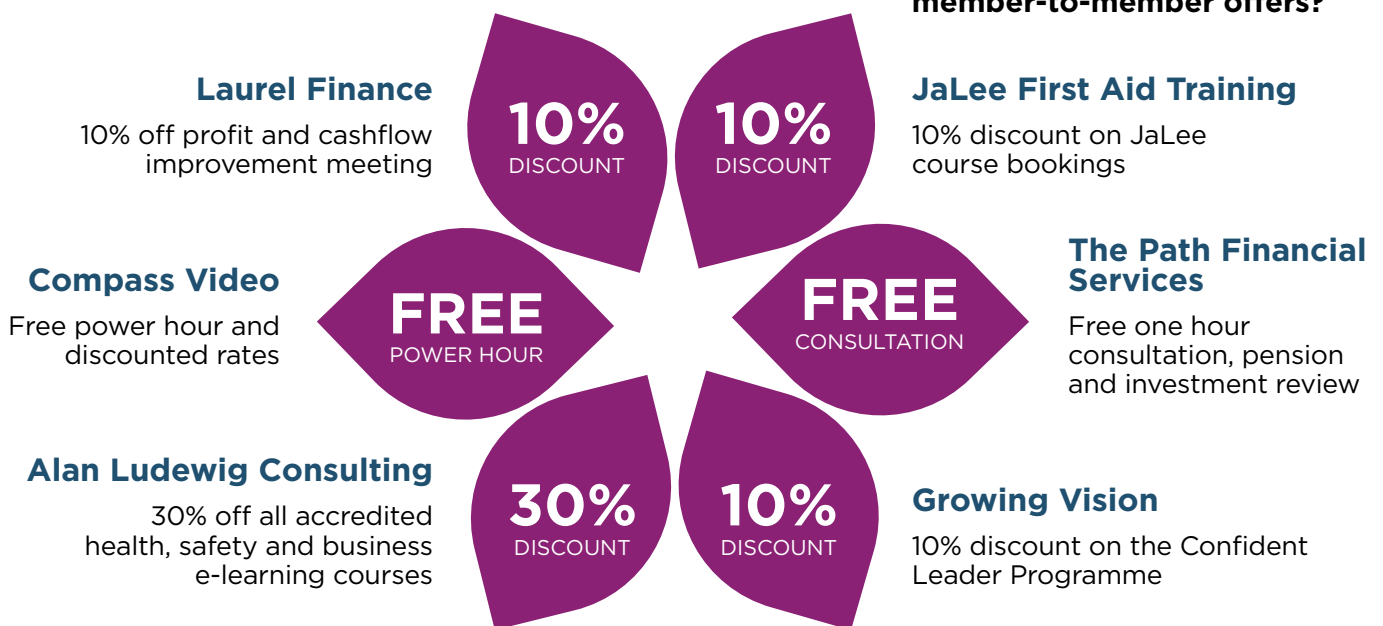 member-to-member offers?
Laurel Finance
10% off profit and cashflow
improvement meeting
10%
DISCOUNT
10%
DISCOUNT
JaLee First Aid Training
10% discount on JaLee
course bookings
Compass Video
Free power hour and
discounted rates
FREE
POWER HOUR
FREE
CONSULTATION
The Path Financial
Services
Free one hour
consultation, pension
and investment review
Alan Ludewig Consulting
30% off all accredited
health, safety and business
e-learning courses
30%
DISCOUNT
10%
DISCOUNT
Growing Vision
10% discount on the Confident
Leader Programme